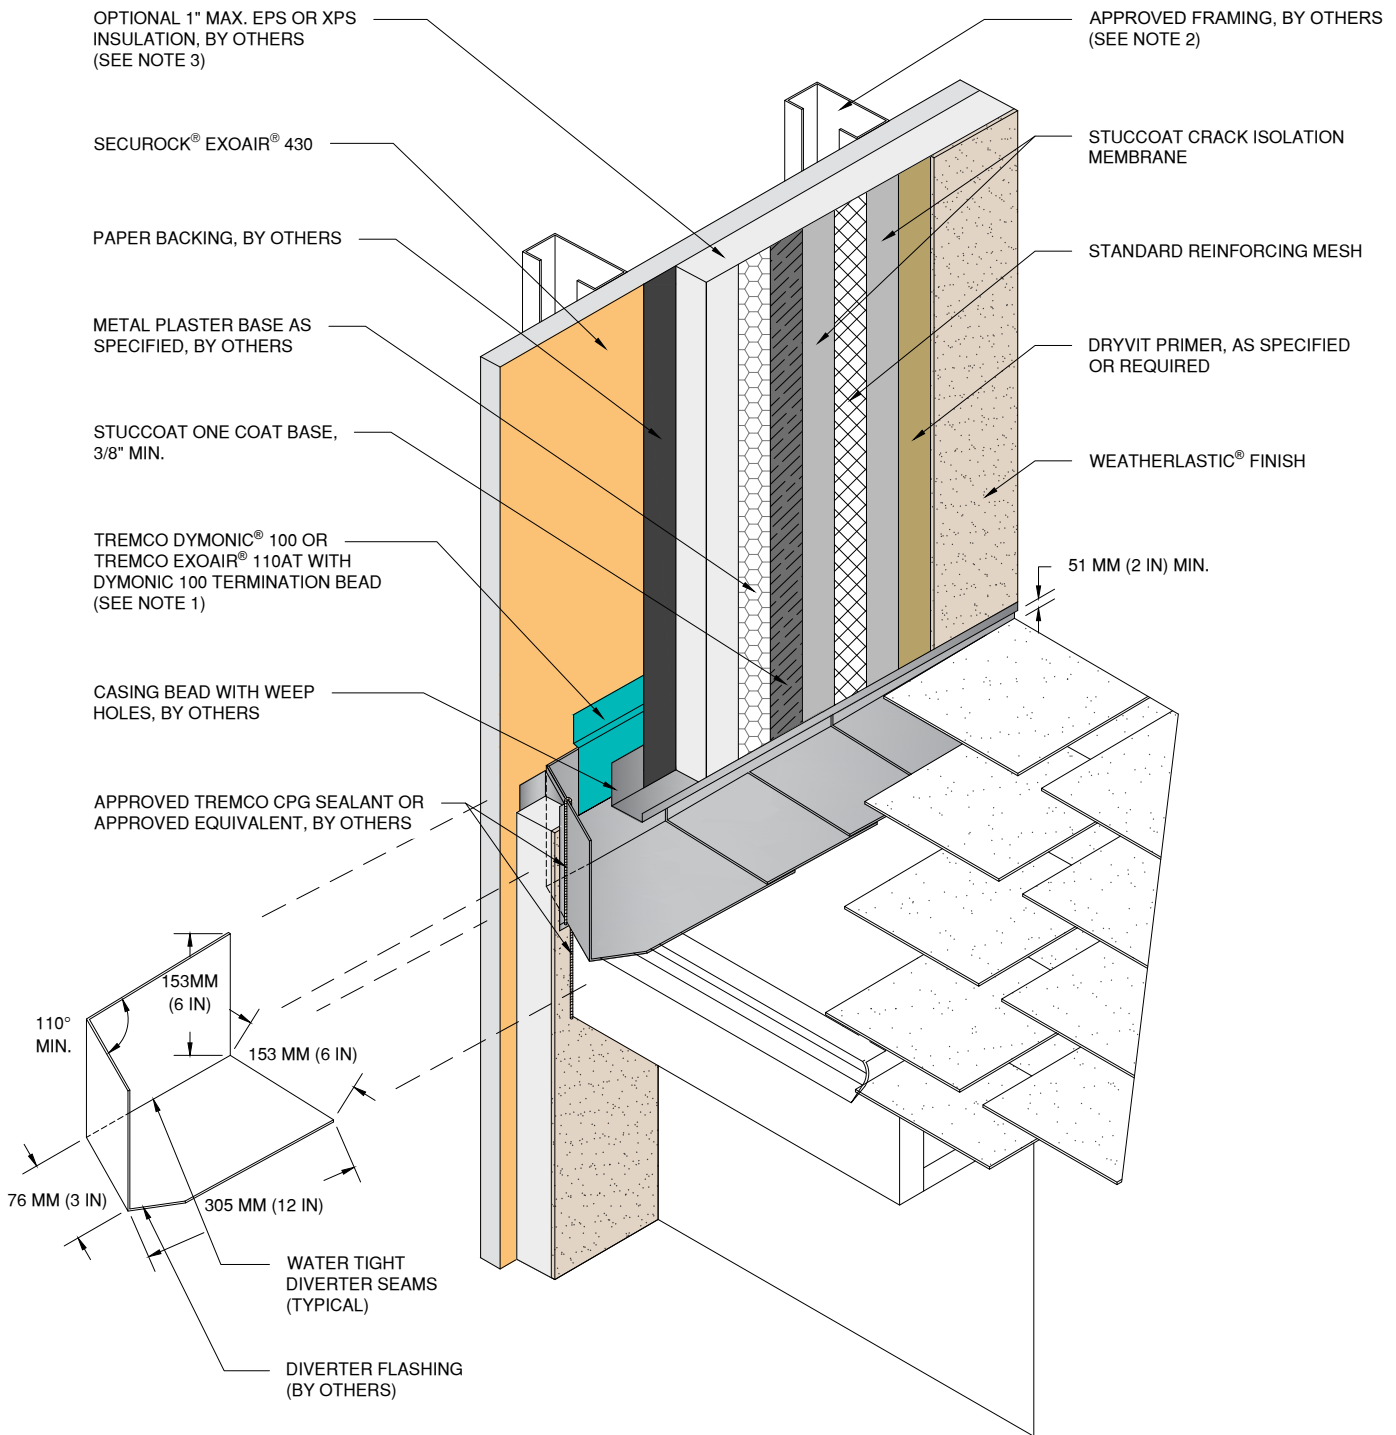 OPTIONAL 1" MAX. EPS OR XPS
INSULATION, BY OTHERS
(SEE NOTE 3)
SECUROCK® EXOAIR® 430
PAPER BACKING, BY OTHERS
METAL PLASTER BASE AS
SPECIFIED, BY OTHERS
STUCCOAT ONE COAT BASE,
3/8" MIN.
TREMCO DYMONIC® 100 OR
TREMCO EXOAIR® 110AT WITH
DYMONIC 100 TERMINATION BEAD
(SEE NOTE 1)
CASING BEAD WITH WEEP
HOLES, BY OTHERS
APPROVED TREMCO CPG SEALANT OR
APPROVED EQUIVALENT, BY OTHERS
APPROVED FRAMING, BY OTHERS
(SEE NOTE 2)
STUCCOAT CRACK ISOLATION
MEMBRANE
STANDARD REINFORCING MESH
DRYVIT PRIMER, AS SPECIFIED
OR REQUIRED
WEATHERLASTIC® FINISH
51 MM (2 IN) MIN.
153MM
(6 IN)
110°
MIN.
153 MM (6 IN)
76 MM (3 IN)
305 MM (12 IN)
WATER TIGHT
DIVERTER SEAMS
(TYPICAL)
DIVERTER FLASHING
(BY OTHERS)